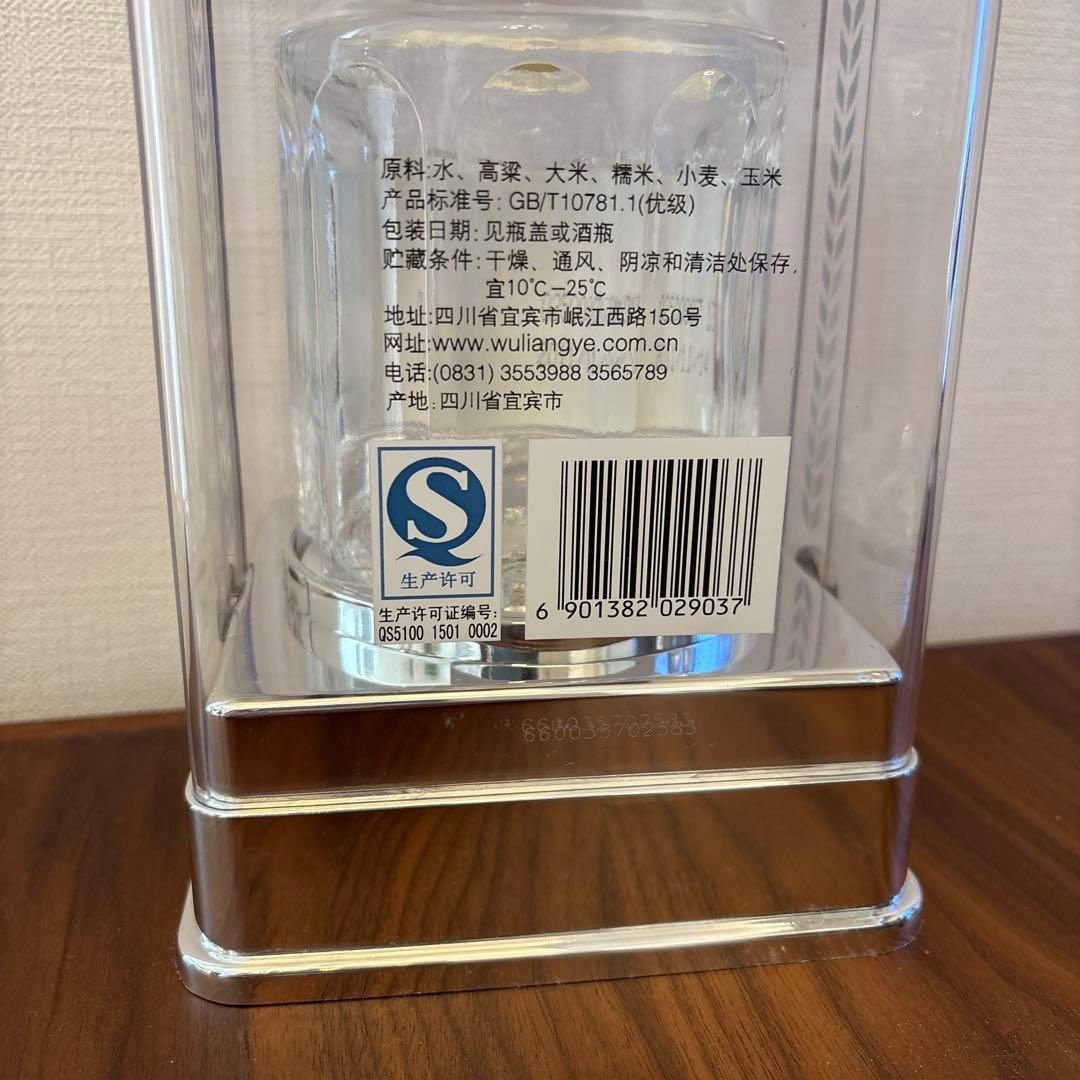 原料:水、高粱、大米、糯米、小麦、玉米
产品标准号: GB/T10781.1(优级)
包装日期: 见瓶盖或酒瓶
贮藏条件: 干燥、通风、阴凉和清洁处保存,
宜10℃-25℃
地址:四川省宜宾市岷江西路150号
网址:www.wuliangye.com.cn
电话:(0831) 3553988 3565789
产地: 四川省宜宾市
S
生产许可
生产许可证编号:
QS5100 1501 0002
6 901382 029037
660035702583